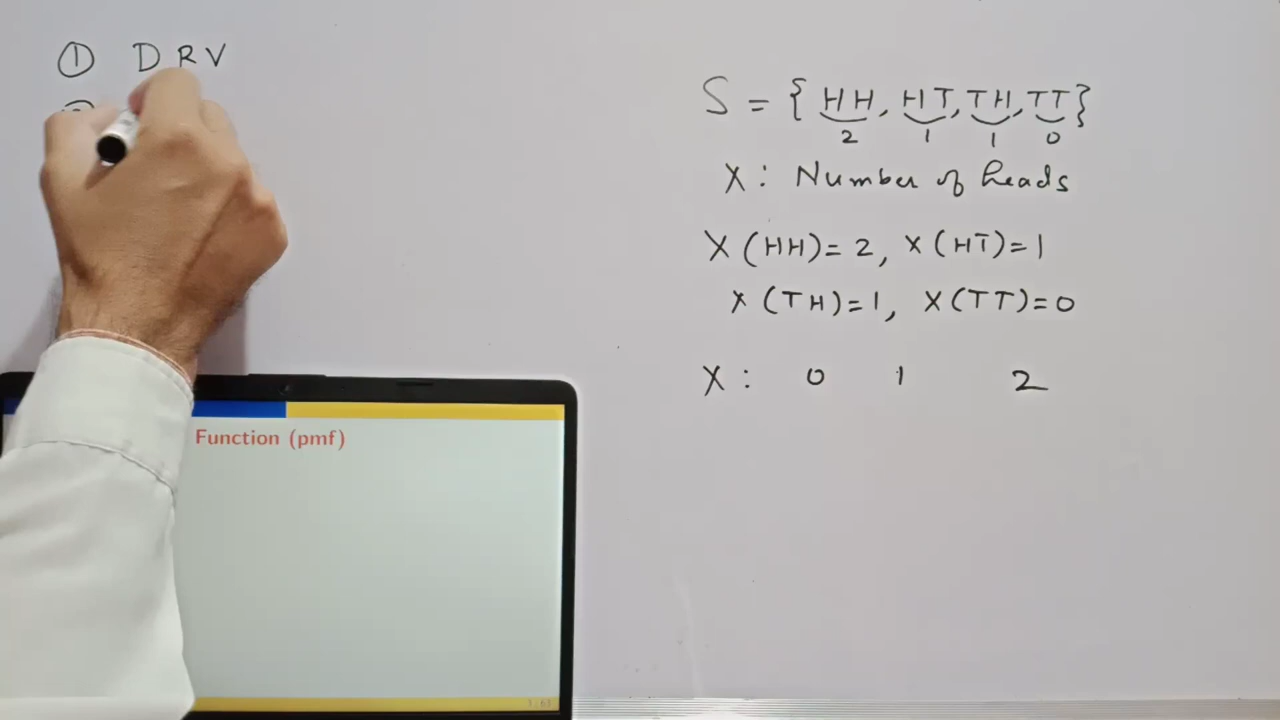 ① D R V
S = { HH, HT, TH, TT }
2 1 1 0
X : Number of heads
X (HH) = 2, X (HT) = 1
X (TH) = 1, X (TT) = 0
X : 0 1 2
Function (pmf)